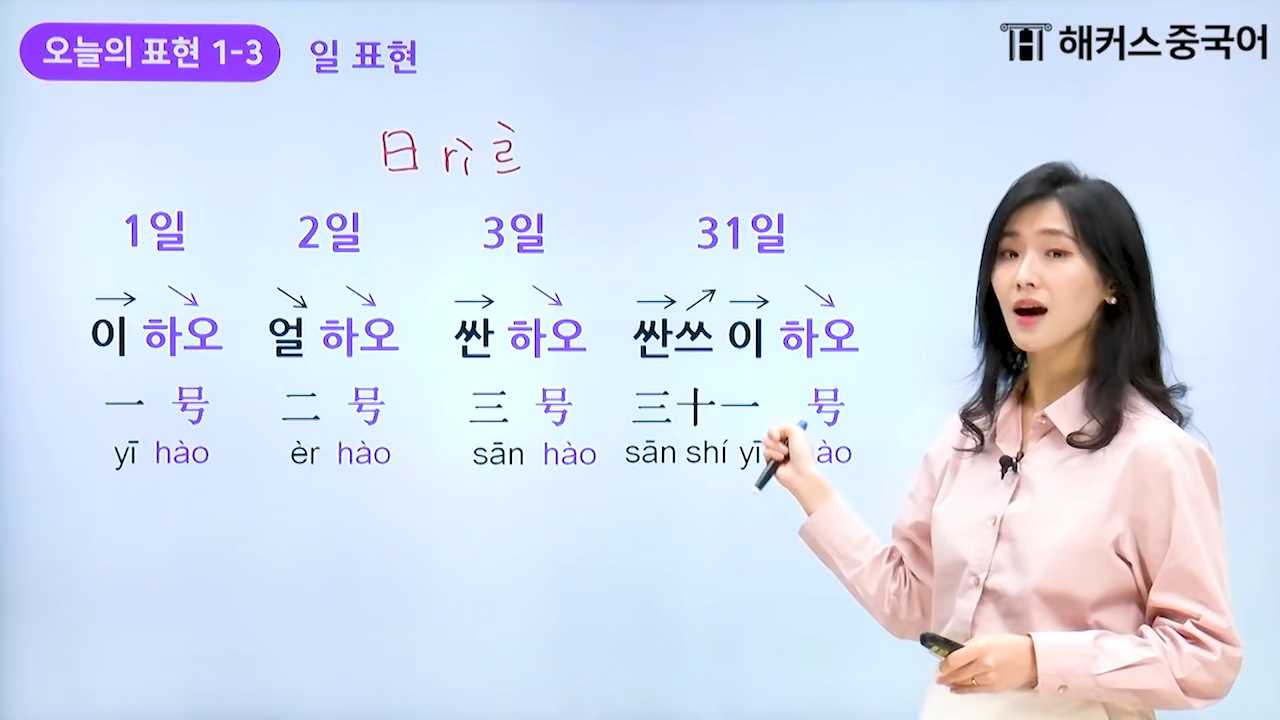 오늘의 표현 1-3 일 표현
해커스중국어
日 rì 르
1일 2일 3일 31일
이 하오 얼 하오 싼 하오 싼쓰 이 하오
一 号 二 号 三 号 三十一 号
yī hào èr hào sān hào sān shí yī ào